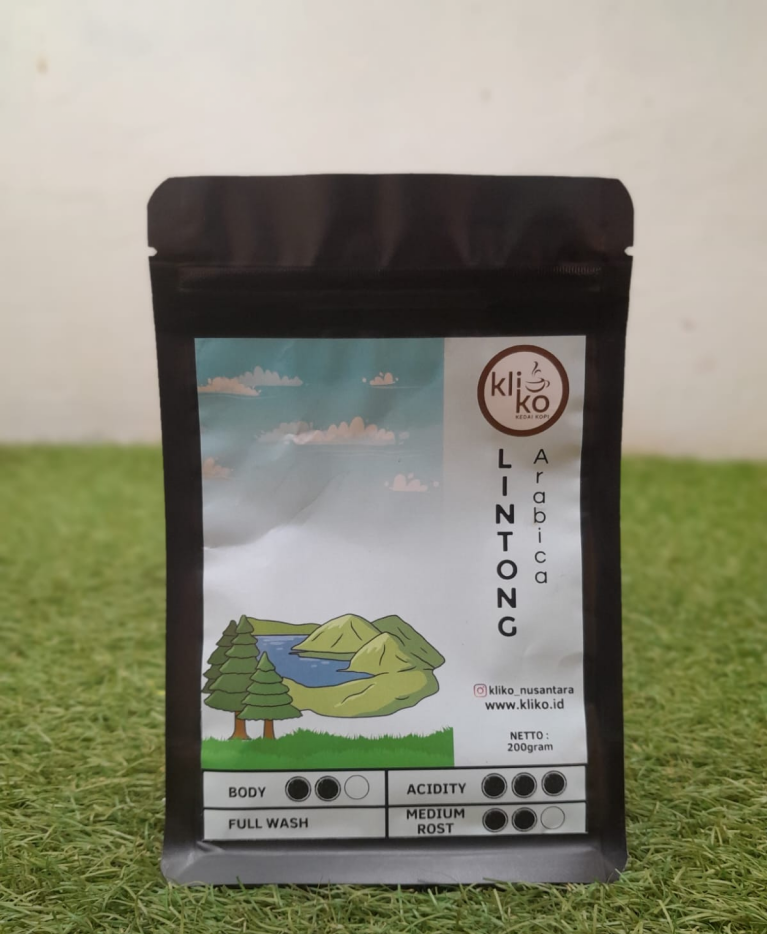 kli
ko
KEDAI KOPI
LINTONG
Arabica
kliko_nusantara
www.kliko.id
NETTO :
200gram
BODY
ACIDITY
FULL WASH
MEDIUM
ROST